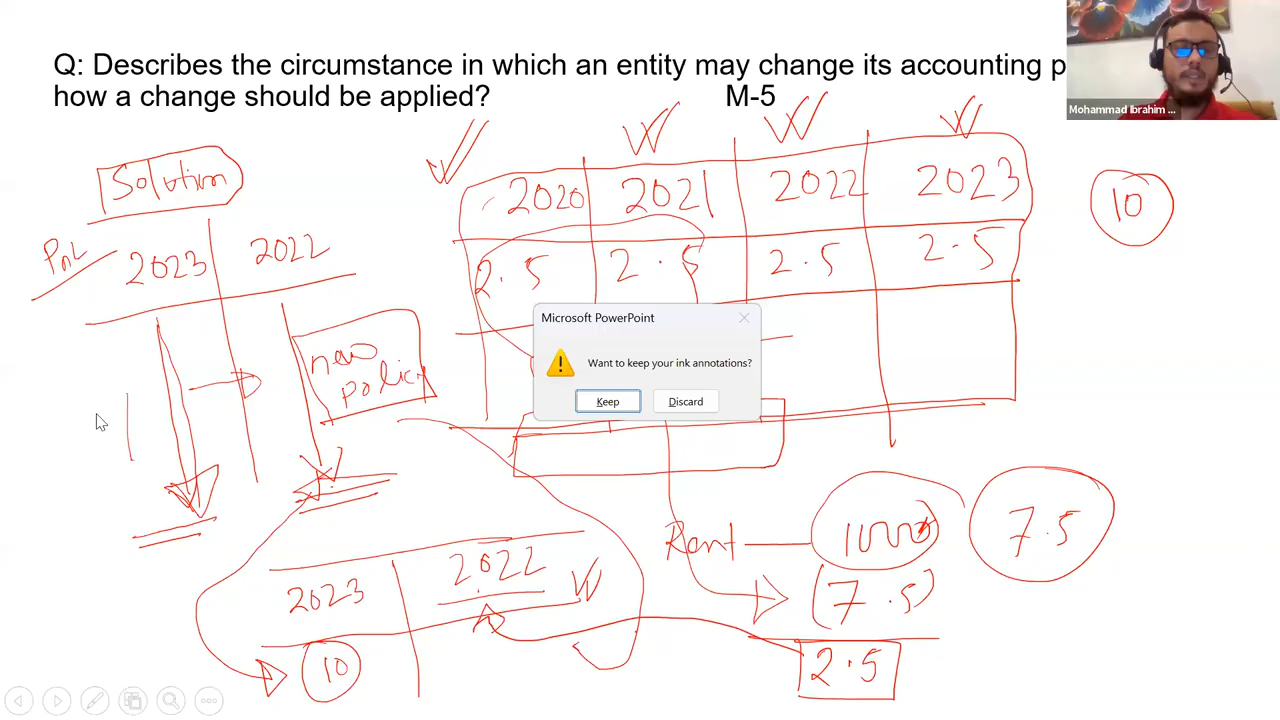 Q: Describes the circumstance in which an entity may change its accounting p
how a change should be applied? M-5
Mohammad Ibrahim ...
Solution
PnL 2023 2022
new
policy
2020 2021 2022 2023
2.5 2.5 2.5 2.5
10
Microsoft PowerPoint
Want to keep your ink annotations?
Keep Discard
Rent
7.5
(7.5)
2.5
2023 2022
10